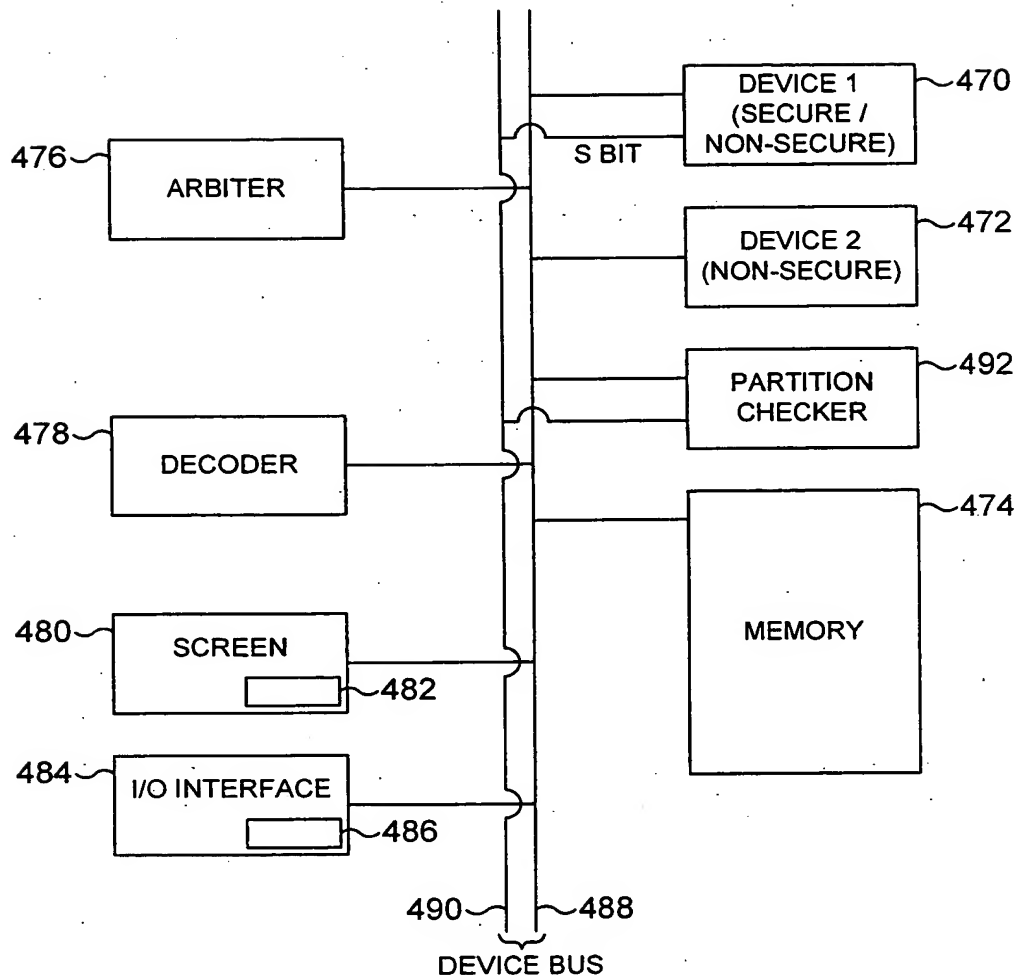 DEVICE 1
(SECURE /
NON-SECURE)
470
476
ARBITER
S BIT
DEVICE 2
(NON-SECURE)
472
PARTITION
CHECKER
492
478
DECODER
474
MEMORY
480
SCREEN
482
484
I/O INTERFACE
486
490
488
DEVICE BUS